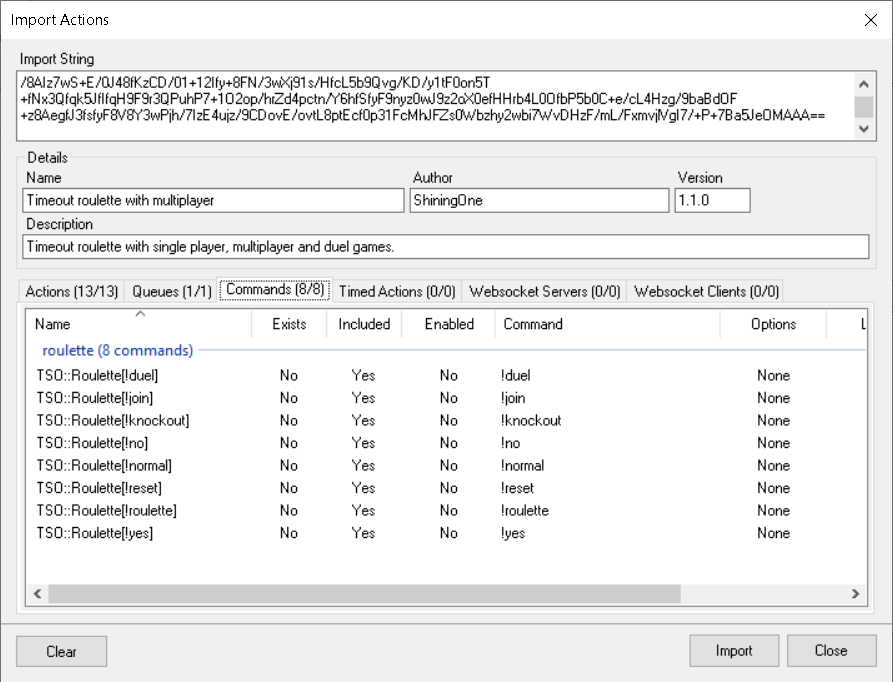 Import Actions
Import String
/8AIz7wS+E/0J48fKzCD/01+12Ify+8FN/3wXj91s/HfcL5b9Qvg/KD/y1tF0on5T
+fNx3Qfqk5JfIfqH9F9r3QPuhP7+1O2op/hiZd4pctn/Y6hfSfyF9nyz0wJ9z2oX0efHHrb4L0OfbP5b0C+e/cL4Hzg/9baBdOF
+z8AegfJ3fsfyF8V8Y3wPjh/7IzE4ujz/9CDovE/ovtL8ptEcf0p31FcMhJFZs0Wbzhy2wbi7WvDHzF/mL/FxmvjlVgI7/+P+7Ba5JeOMAAA==
Details
Name Author Version
Timeout roulette with multiplayer ShiningOne 1.1.0
Description
Timeout roulette with single player, multiplayer and duel games.
Actions (13/13) Queues (1/1) Commands (8/8) Timed Actions (0/0) Websocket Servers (0/0) Websocket Clients (0/0)
Name Exists Included Enabled Command Options L
roulette (8 commands)
TSO::Roulette[!duel] No Yes No !duel None
TSO::Roulette[!join] No Yes No !join None
TSO::Roulette[!knockout] No Yes No !knockout None
TSO::Roulette[!no] No Yes No !no None
TSO::Roulette[!normal] No Yes No !normal None
TSO::Roulette[!reset] No Yes No !reset None
TSO::Roulette[!roulette] No Yes No !roulette None
TSO::Roulette[!yes] No Yes No !yes None
Clear Import Close